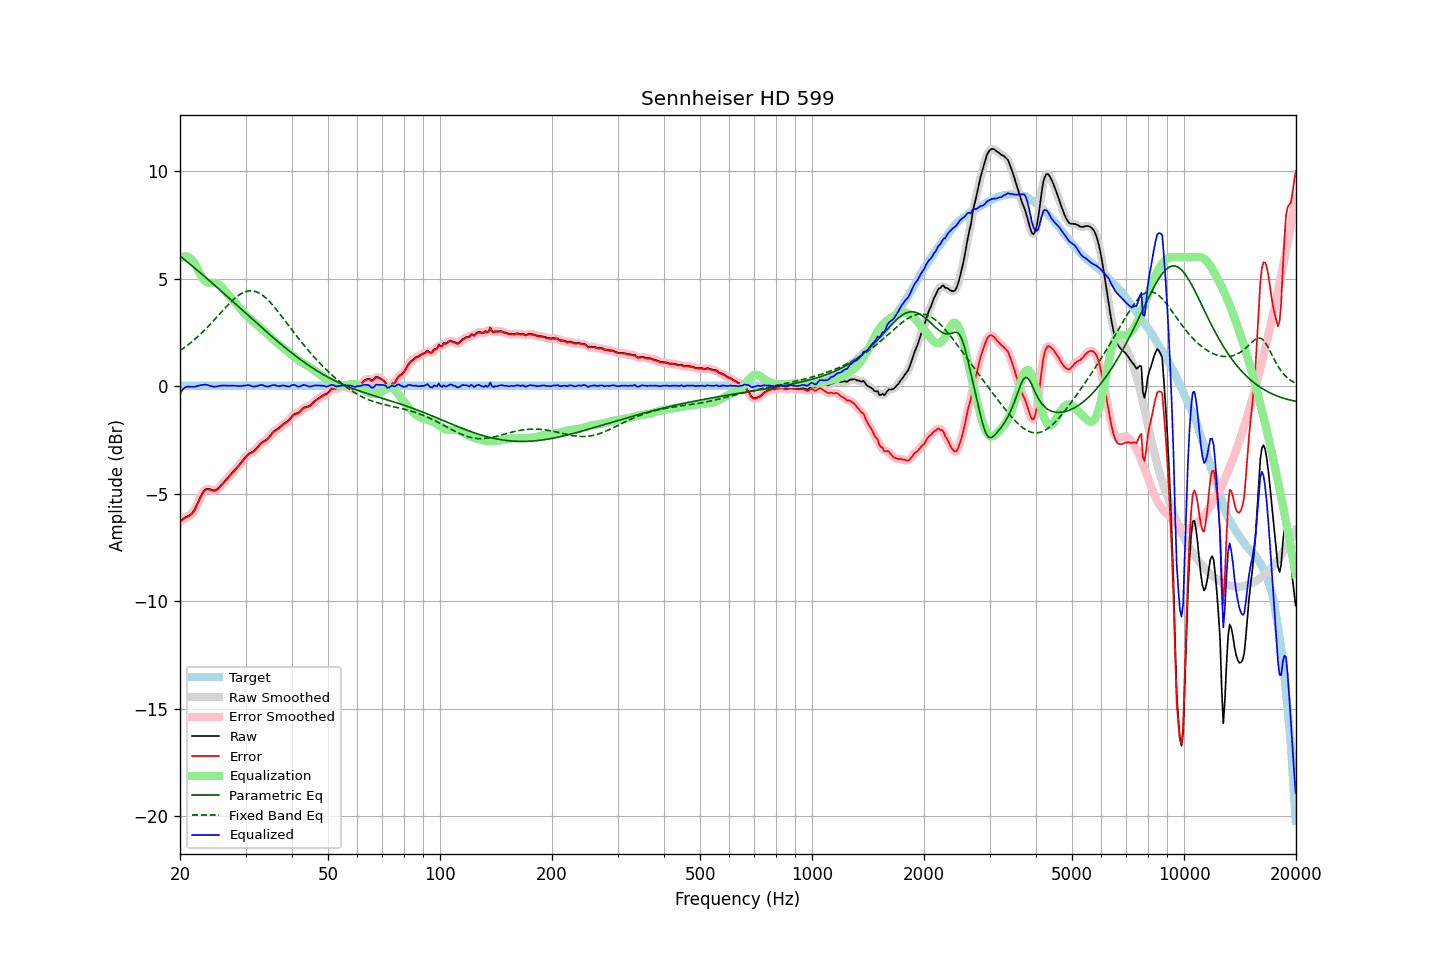 Sennheiser HD 599
Amplitude (dBr)
10
5
0
−5
−10
−15
−20
Target
Raw Smoothed
Error Smoothed
Raw
Error
Equalization
Parametric Eq
Fixed Band Eq
Equalized
20 50 100 200 500 1000 2000 5000 10000 20000
Frequency (Hz)